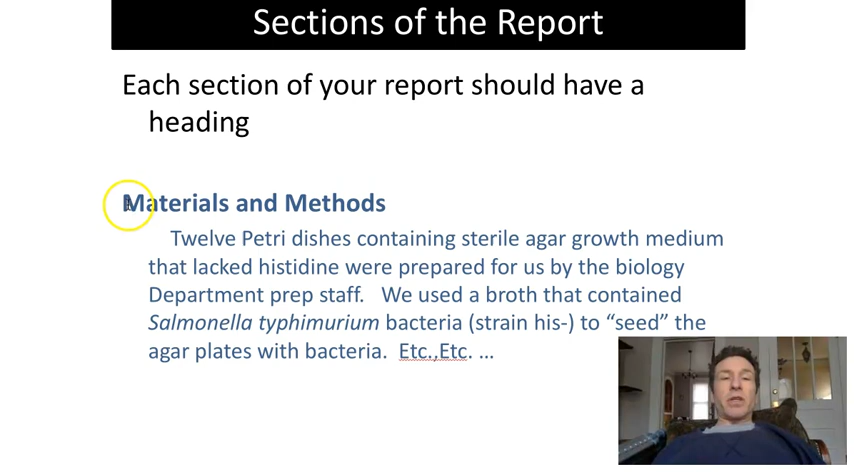 Sections of the Report
Each section of your report should have a
heading
Materials and Methods
Twelve Petri dishes containing sterile agar growth medium
that lacked histidine were prepared for us by the biology
Department prep staff.   We used a broth that contained
Salmonella typhimurium bacteria (strain his-) to “seed” the
agar plates with bacteria.  Etc.,Etc. …